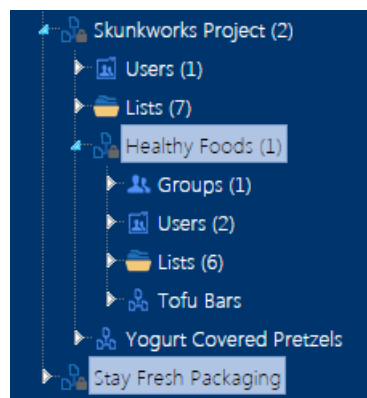 Skunkworks Project (2)
Users (1)
Lists (7)
Healthy Foods (1)
Groups (1)
Users (2)
Lists (6)
Tofu Bars
Yogurt Covered Pretzels
Stay Fresh Packaging